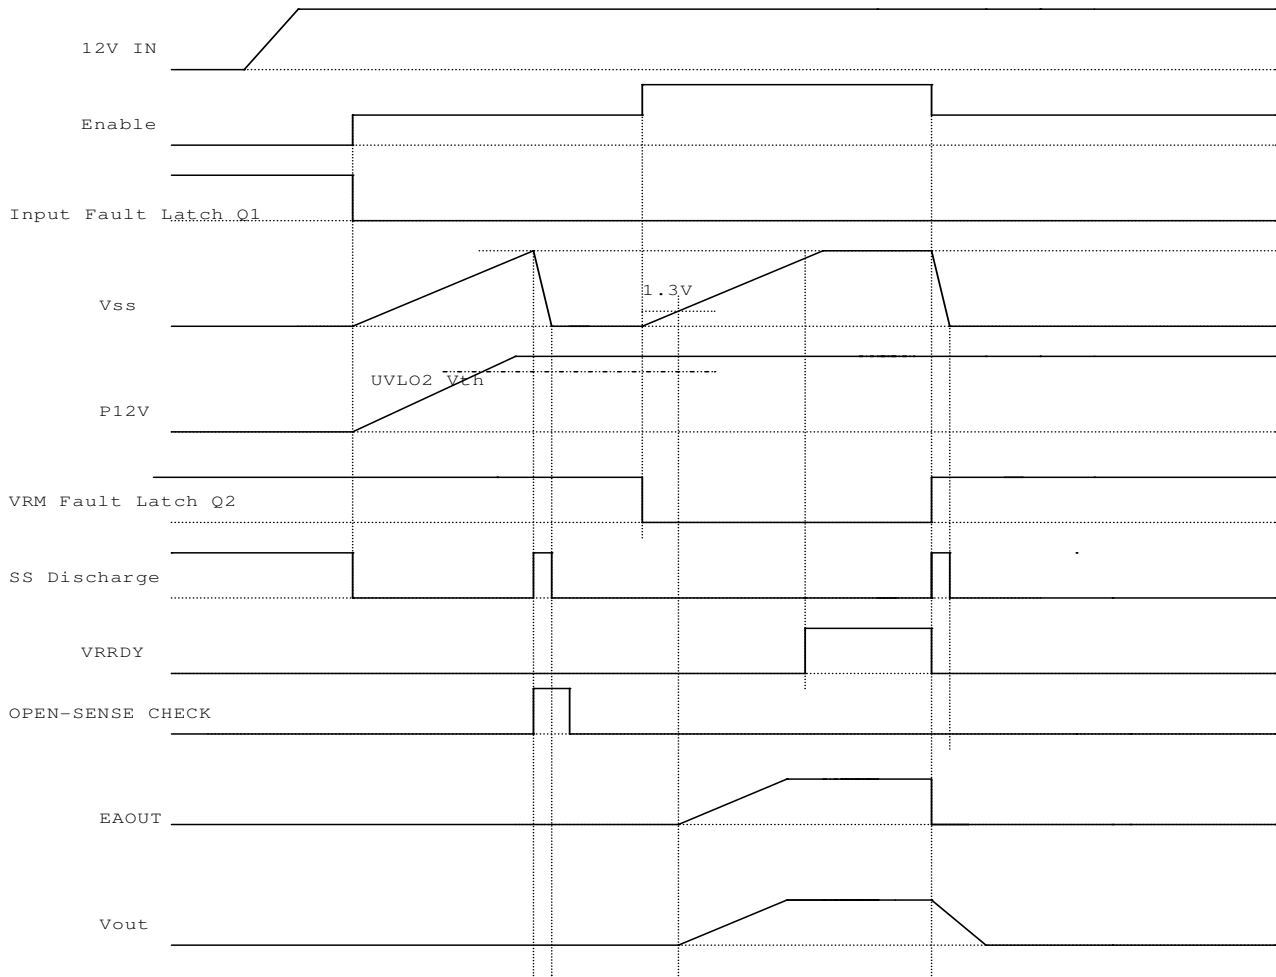 12V IN
Enable
Input Fault Latch Q1
1.3V
Vss
UVLO2 Vth
P12V
VRM Fault Latch Q2
SS Discharge
VRRDY
OPEN-SENSE CHECK
EAOUT
Vout